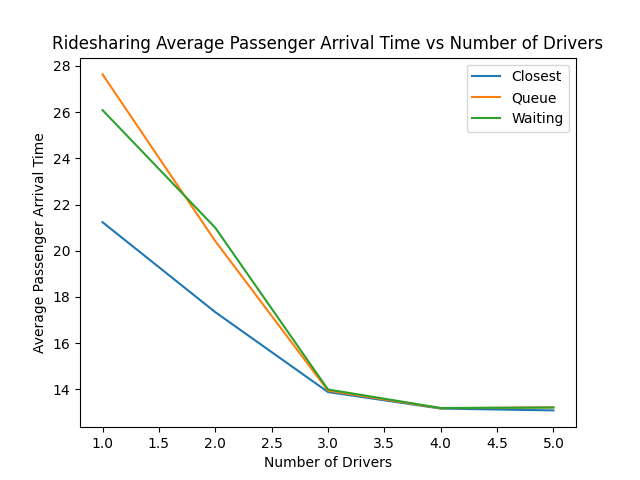 Ridesharing Average Passenger Arrival Time vs Number of Drivers
Average Passenger Arrival Time
28
26
24
22
20
18
16
14
Closest
Queue
Waiting
1.0 1.5 2.0 2.5 3.0 3.5 4.0 4.5 5.0
Number of Drivers